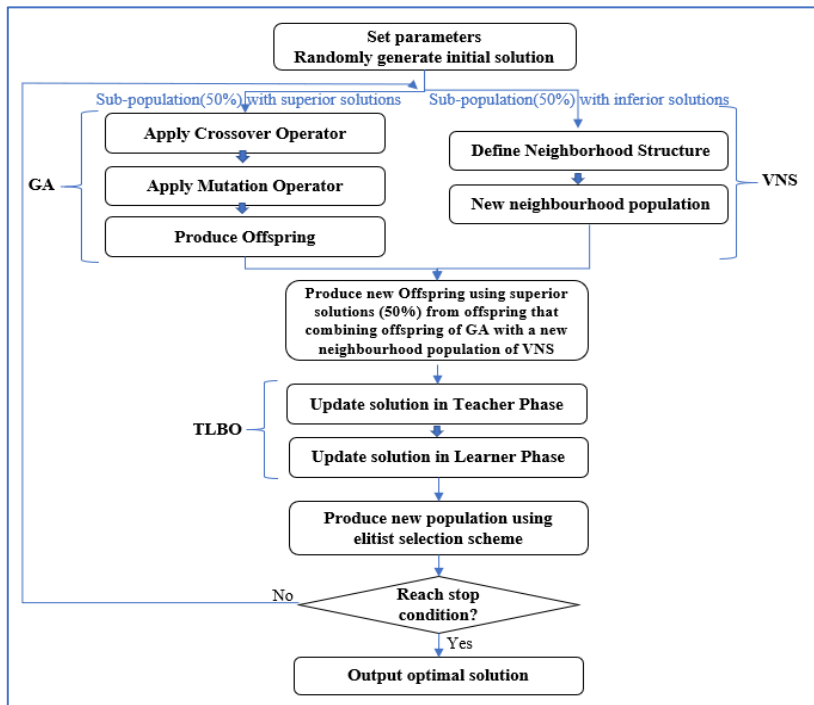 Set parameters
Randomly generate initial solution
Sub-population(50%) with superior solutions
Sub-population(50%) with inferior solutions
GA
Apply Crossover Operator
Apply Mutation Operator
Produce Offspring
Define Neighborhood Structure
New neighbourhood population
VNS
Produce new Offspring using superior
solutions (50%) from offspring that
combining offspring of GA with a new
neighbourhood population of VNS
TLBO
Update solution in Teacher Phase
Update solution in Learner Phase
Produce new population using
elitist selection scheme
No
Reach stop
condition?
Yes
Output optimal solution